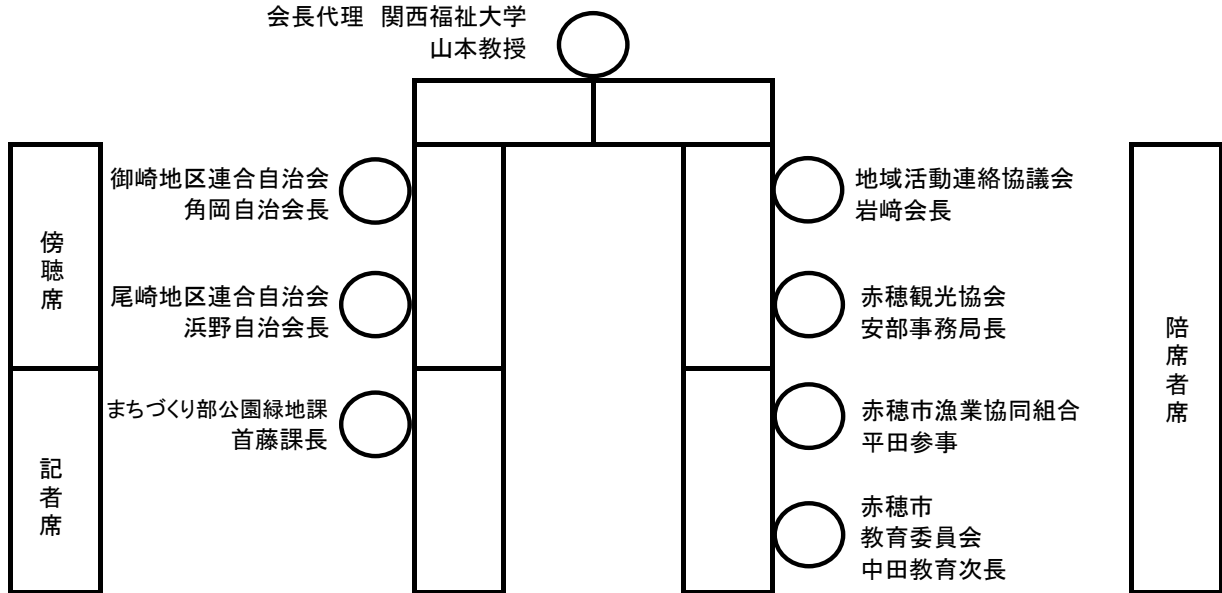 会長代理 関西福祉大学
山本教授
御崎地区連合自治会
角岡自治会長
尾崎地区連合自治会
浜野自治会長
まちづくり部公園緑地課
首藤課長
傍聴席
記者席
地域活動連絡協議会
岩﨑会長
赤穂観光協会
安部事務局長
赤穂市漁業協同組合
平田参事
赤穂市
教育委員会
中田教育次長
陪席者席